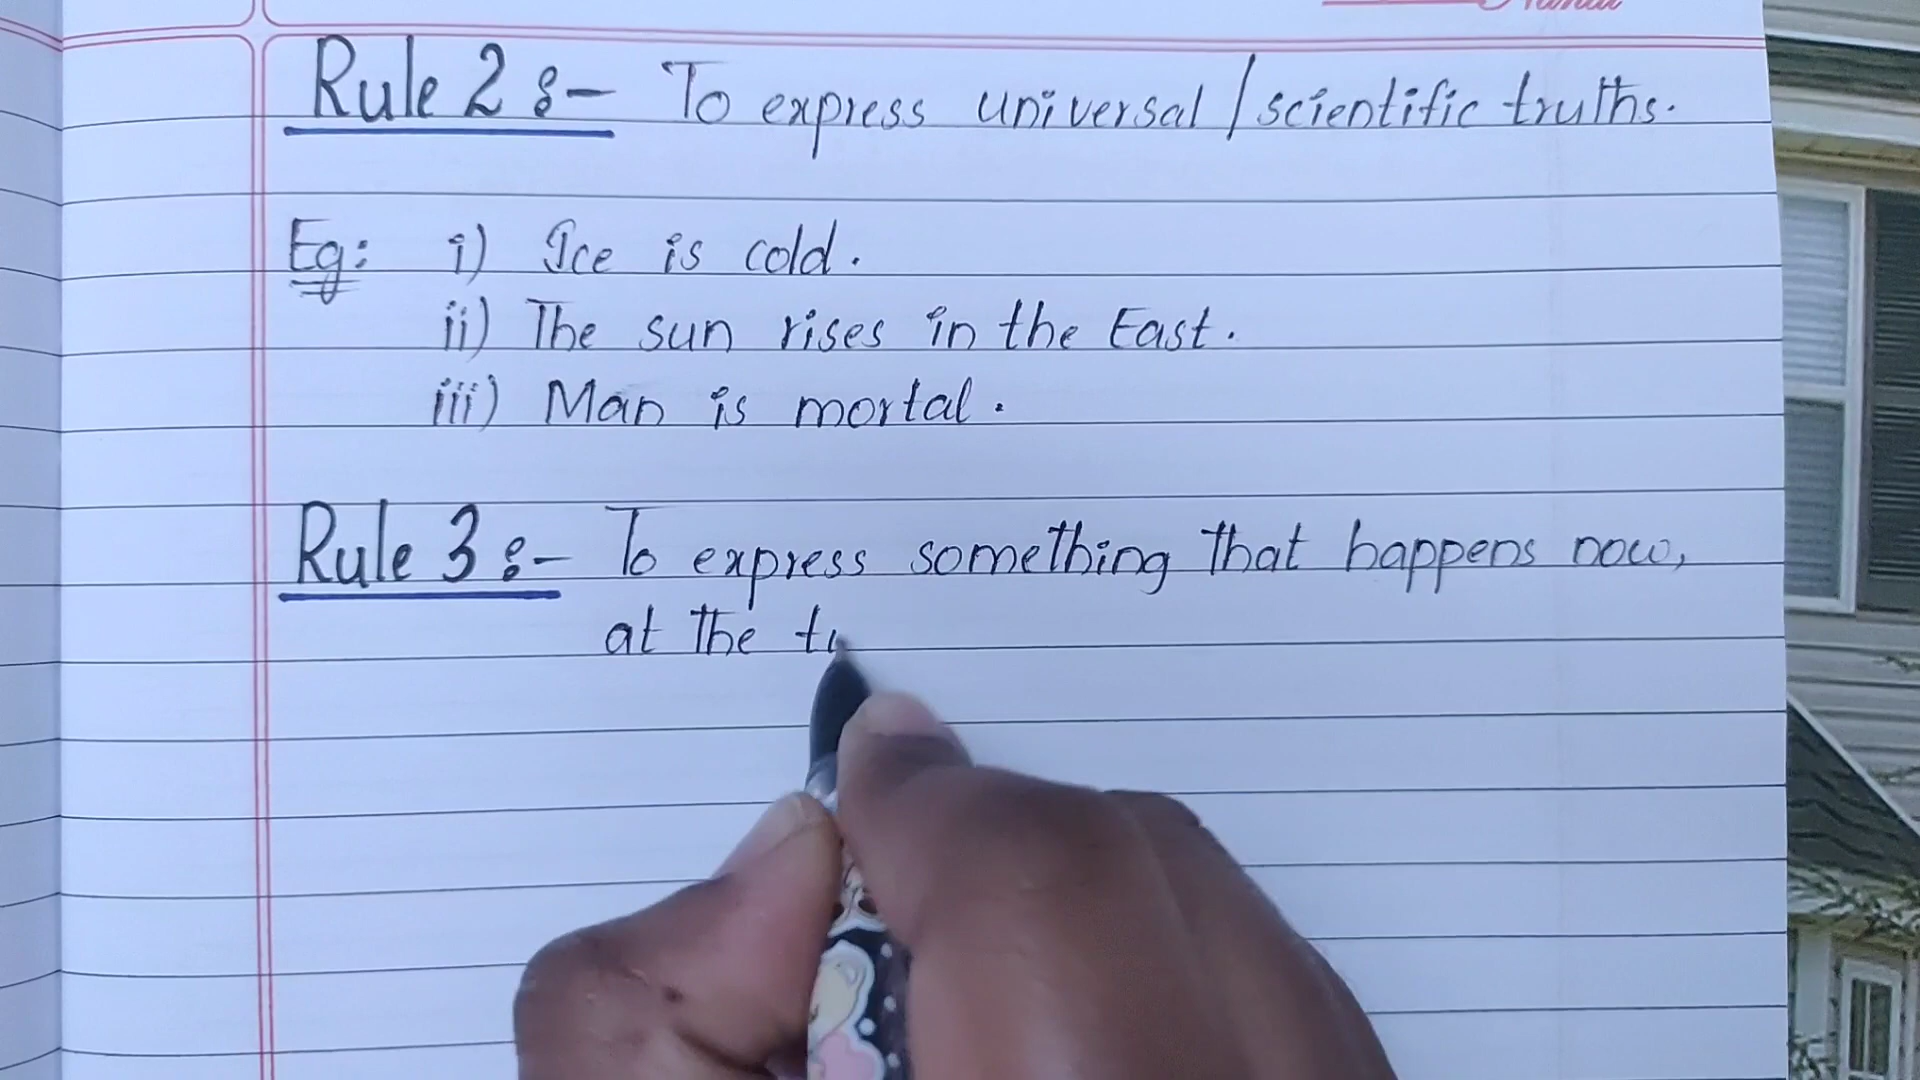 Rule 2 :- To express universal / scientific truths.
Eg: i) Ice is cold.
ii) The sun rises in the East.
iii) Man is mortal.
Rule 3 :- To express something that happens now,
at the